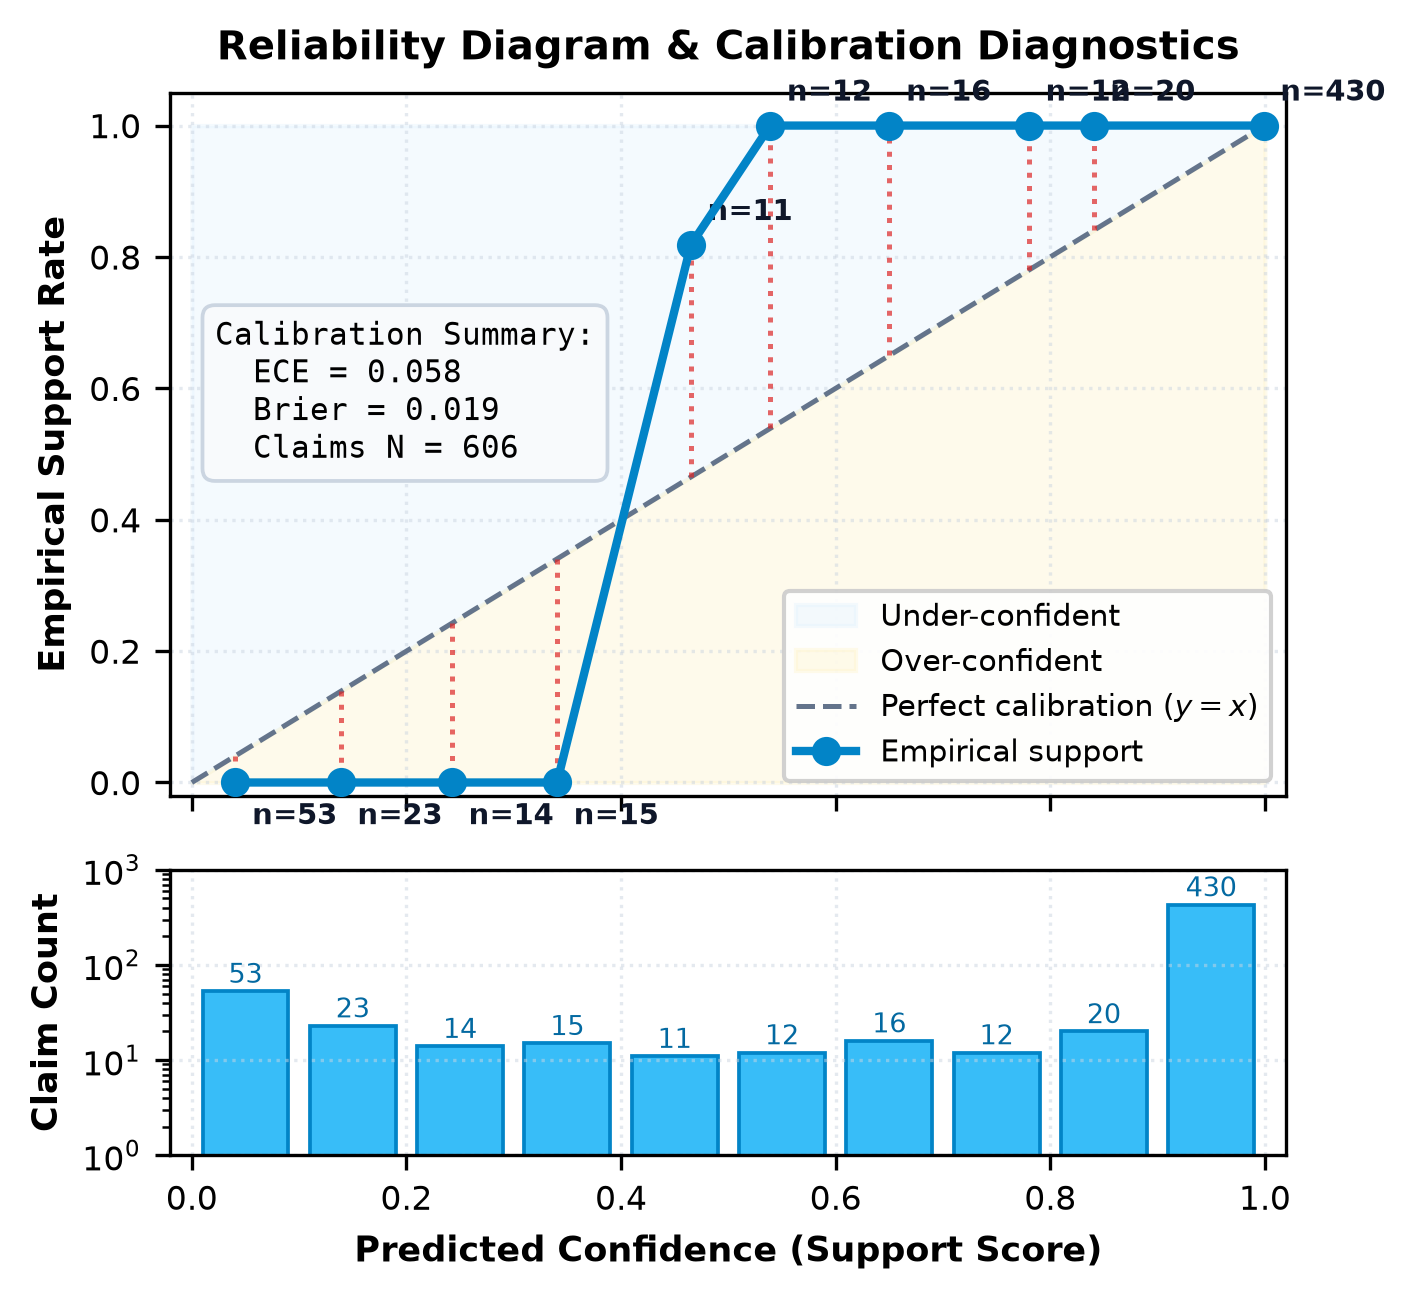 Reliability Diagram & Calibration Diagnostics
n=12 n=16 n=12 n=20 n=430
1.0
n=11
0.8
Empirical Support Rate
Calibration Summary:
ECE = 0.058
Brier = 0.019
Claims N = 606
0.6
0.4
Under-confident
Over-confident
Perfect calibration (y = x)
Empirical support
0.2
0.0
n=53 n=23 n=14 n=15
10³
430
10²
53
23
14
15
11
12
16
12
20
Claim Count
10¹
10⁰
0.0 0.2 0.4 0.6 0.8 1.0
Predicted Confidence (Support Score)